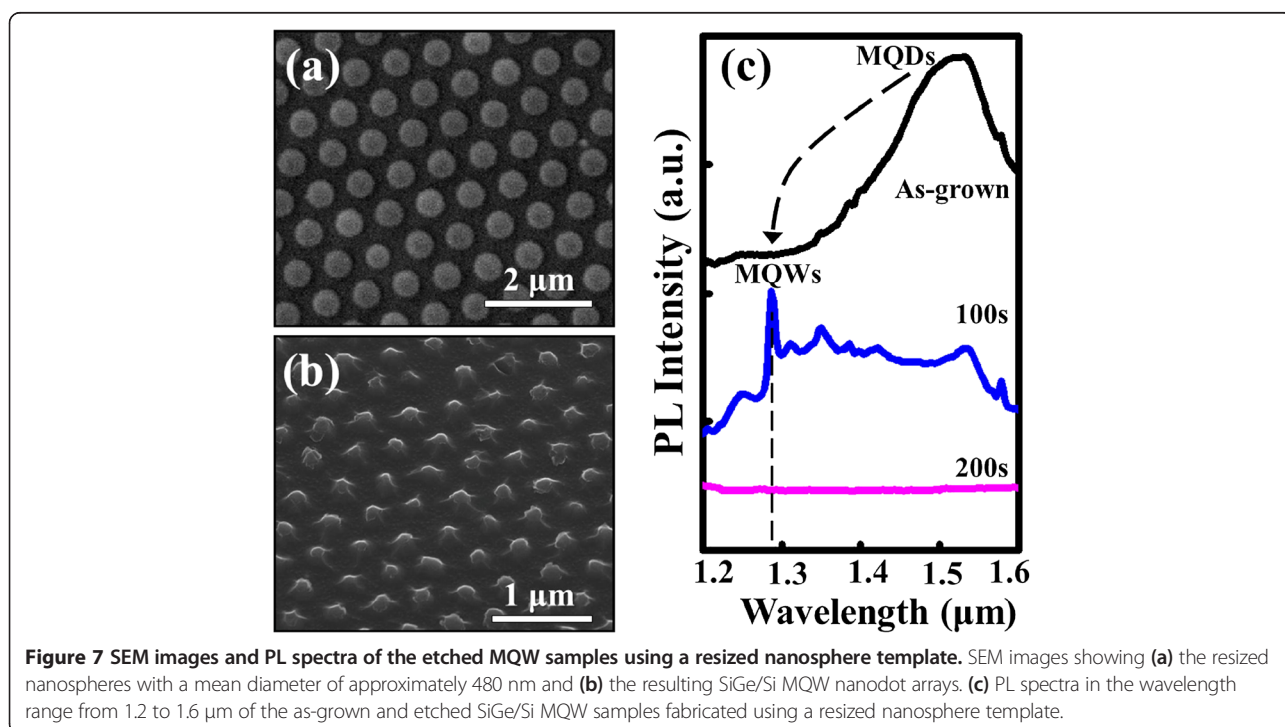 (a)
2 µm
(b)
1 µm
(c)
MQDs
As-grown
MQWs
100s
200s
PL Intensity (a.u.)
1.2 1.3 1.4 1.5 1.6
Wavelength (µm)
Figure 7 SEM images and PL spectra of the etched MQW samples using a resized nanosphere template. SEM images showing (a) the resized
nanospheres with a mean diameter of approximately 480 nm and (b) the resulting SiGe/Si MQW nanodot arrays. (c) PL spectra in the wavelength
range from 1.2 to 1.6 µm of the as-grown and etched SiGe/Si MQW samples fabricated using a resized nanosphere template.